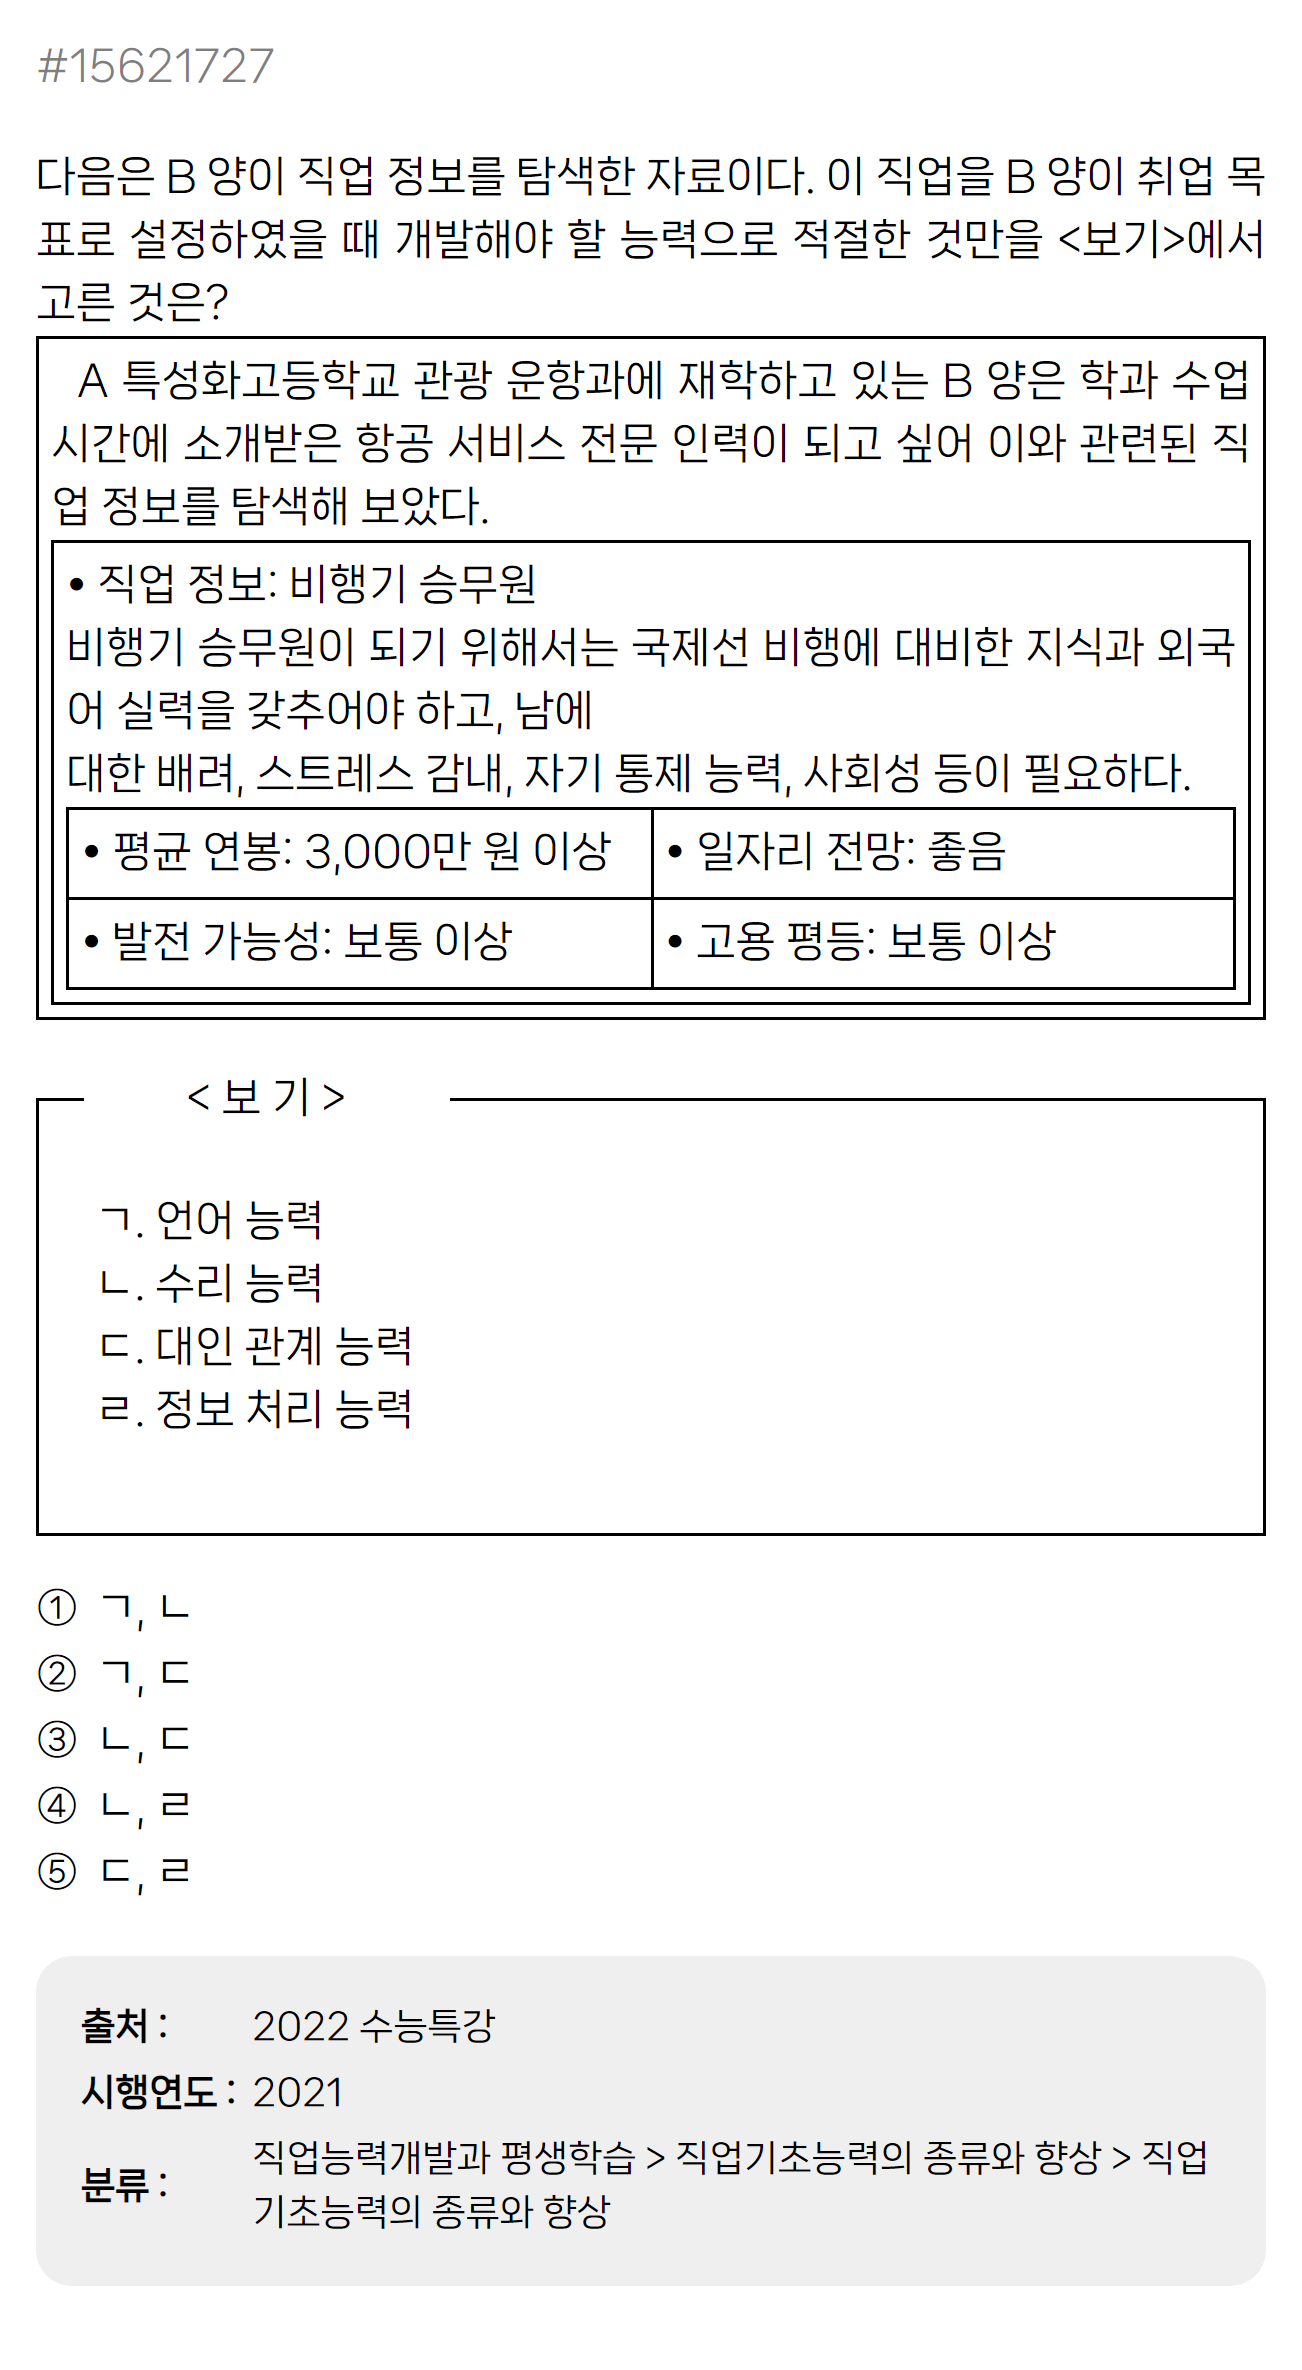 #15621727
다음은 B 양이 직업 정보를 탐색한 자료이다. 이 직업을 B 양이 취업 목
표로 설정하였을 때 개발해야 할 능력으로 적절한 것만을 <보기>에서
고른 것은?
A 특성화고등학교 관광 운항과에 재학하고 있는 B 양은 학과 수업
시간에 소개받은 항공 서비스 전문 인력이 되고 싶어 이와 관련된 직
업 정보를 탐색해 보았다.
• 직업 정보: 비행기 승무원
비행기 승무원이 되기 위해서는 국제선 비행에 대비한 지식과 외국
어 실력을 갖추어야 하고, 남에
대한 배려, 스트레스 감내, 자기 통제 능력, 사회성 등이 필요하다.
• 평균 연봉: 3,000만 원 이상 • 일자리 전망: 좋음
• 발전 가능성: 보통 이상 • 고용 평등: 보통 이상
< 보 기 >
ㄱ. 언어 능력
ㄴ. 수리 능력
ㄷ. 대인 관계 능력
ㄹ. 정보 처리 능력
① ㄱ, ㄴ
② ㄱ, ㄷ
③ ㄴ, ㄷ
④ ㄴ, ㄹ
⑤ ㄷ, ㄹ
출처 : 2022 수능특강
시행연도 : 2021
분류 : 직업능력개발과 평생학습 > 직업기초능력의 종류와 향상 > 직업
기초능력의 종류와 향상